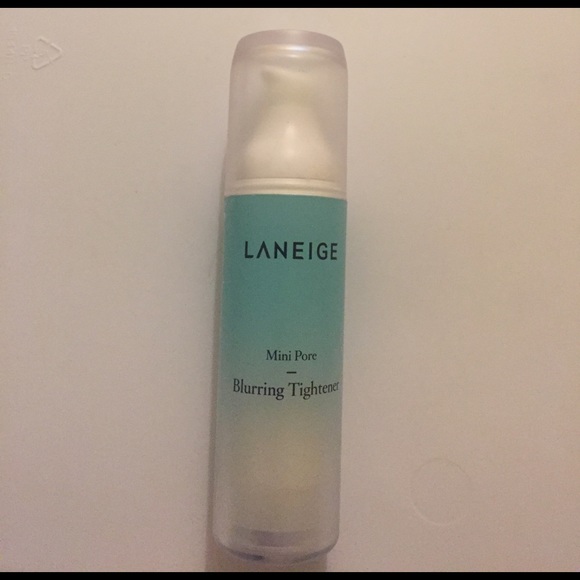 LANEIGE
Mini Pore
–
Blurring Tightener